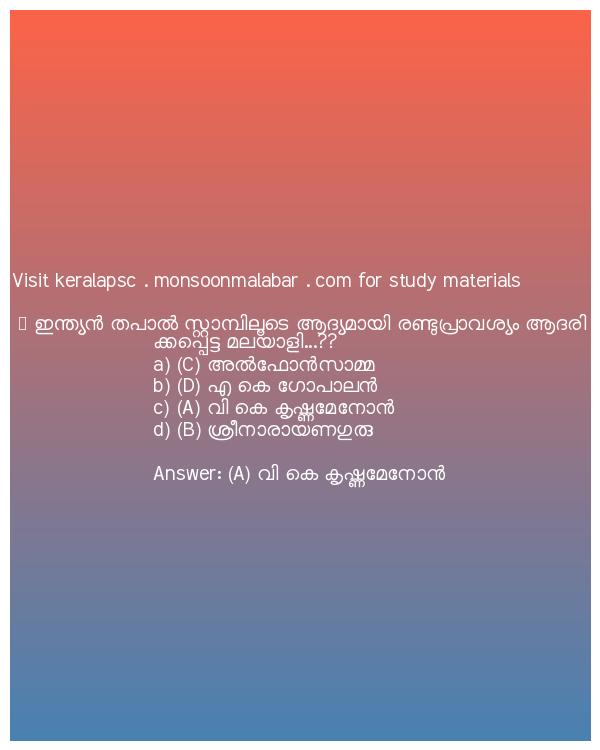 Visit keralapsc . monsoonmalabar . com for study materials
ഇന്ത്യൻ തപാൽ സ്റ്റാമ്പിലൂടെ ആദ്യമായി രണ്ടുപ്രാവശ്യം ആദരി
ക്കപ്പെട്ട മലയാളി...??
a) (C) അൽഫോൻസാമ്മ
b) (D) എ കെ ഗോപാലൻ
c) (A) വി കെ കൃഷ്ണമേനോൻ
d) (B) ശ്രീനാരായണഗുരു
Answer: (A) വി കെ കൃഷ്ണമേനോൻ